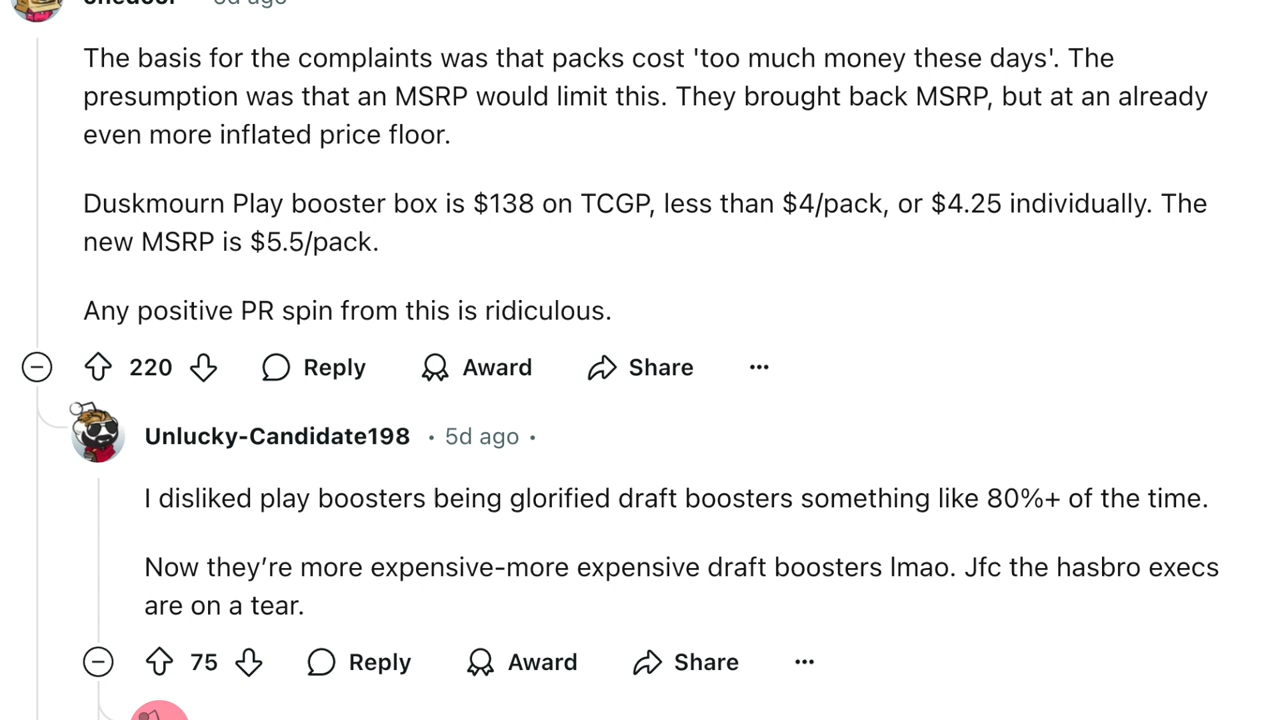 5d ago
The basis for the complaints was that packs cost 'too much money these days'. The
presumption was that an MSRP would limit this. They brought back MSRP, but at an already
even more inflated price floor.
Duskmourn Play booster box is $138 on TCGP, less than $4/pack, or $4.25 individually. The
new MSRP is $5.5/pack.
Any positive PR spin from this is ridiculous.
220 Reply Award Share ...
Unlucky-Candidate198 • 5d ago •
I disliked play boosters being glorified draft boosters something like 80%+ of the time.
Now they’re more expensive-more expensive draft boosters lmao. Jfc the hasbro execs
are on a tear.
75 Reply Award Share ...